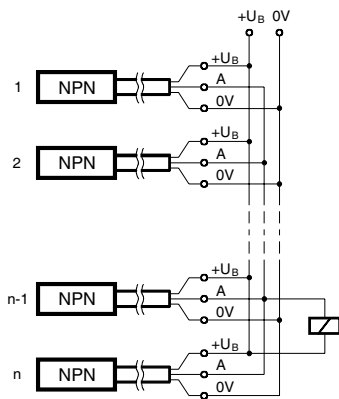 +UB 0V
+UB
1 NPN A
0V
+UB
2 NPN A
0V
+UB
n-1 NPN A
0V
+UB
n NPN A
0V